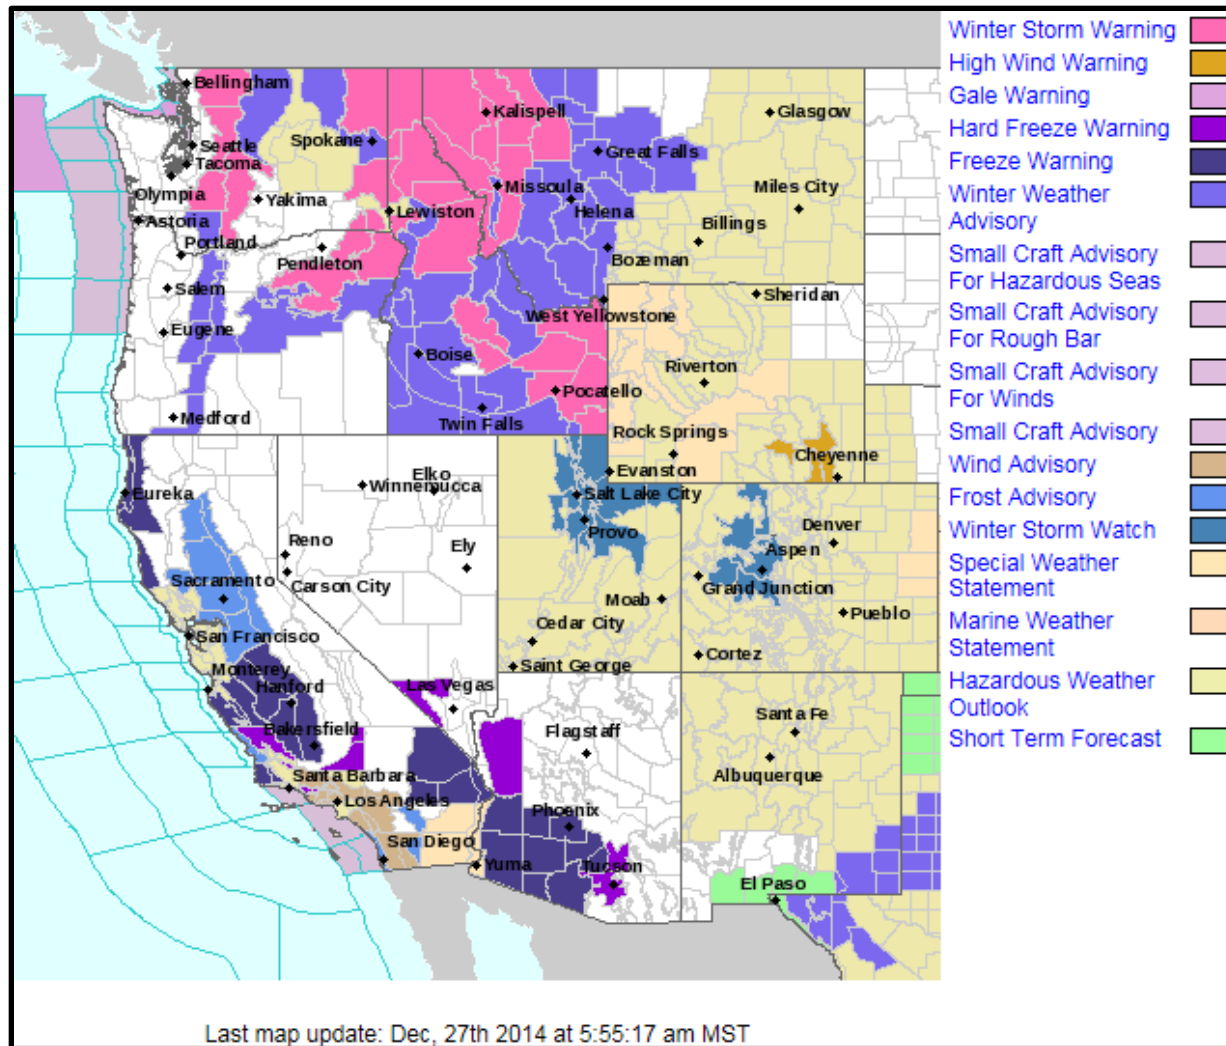 Winter Storm Warning
High Wind Warning
Gale Warning
Hard Freeze Warning
Freeze Warning
Winter Weather
Advisory
Small Craft Advisory
For Hazardous Seas
Small Craft Advisory
For Rough Bar
Small Craft Advisory
For Winds
Small Craft Advisory
Wind Advisory
Frost Advisory
Winter Storm Watch
Special Weather
Statement
Marine Weather
Statement
Hazardous Weather
Outlook
Short Term Forecast
Bellingham
Kalispell
Glasgow
Seattle
Spokane
Great Falls
Tacoma
Olympia
Missoula
Miles City
Yakima
Lewiston
Helena
Astoria
Billings
Portland
Pendleton
Bozeman
Salem
Sheridan
West Yellowstone
Eugene
Boise
Riverton
Pocatello
Medford
Twin Falls
Rock Springs
Cheyenne
Evanston
Elko
Winnemucca
Eureka
Salt Lake City
Provo
Denver
Reno
Ely
Aspen
Sacramento
Carson City
Grand Junction
Moab
Pueblo
Cedar City
San Francisco
Cortez
Monterey
Saint George
Hanford
Las Vegas
Santa Fe
Bakersfield
Flagstaff
Albuquerque
Santa Barbara
Los Angeles
Phoenix
San Diego
Yuma
Tucson
El Paso
Last map update: Dec, 27th 2014 at 5:55:17 am MST